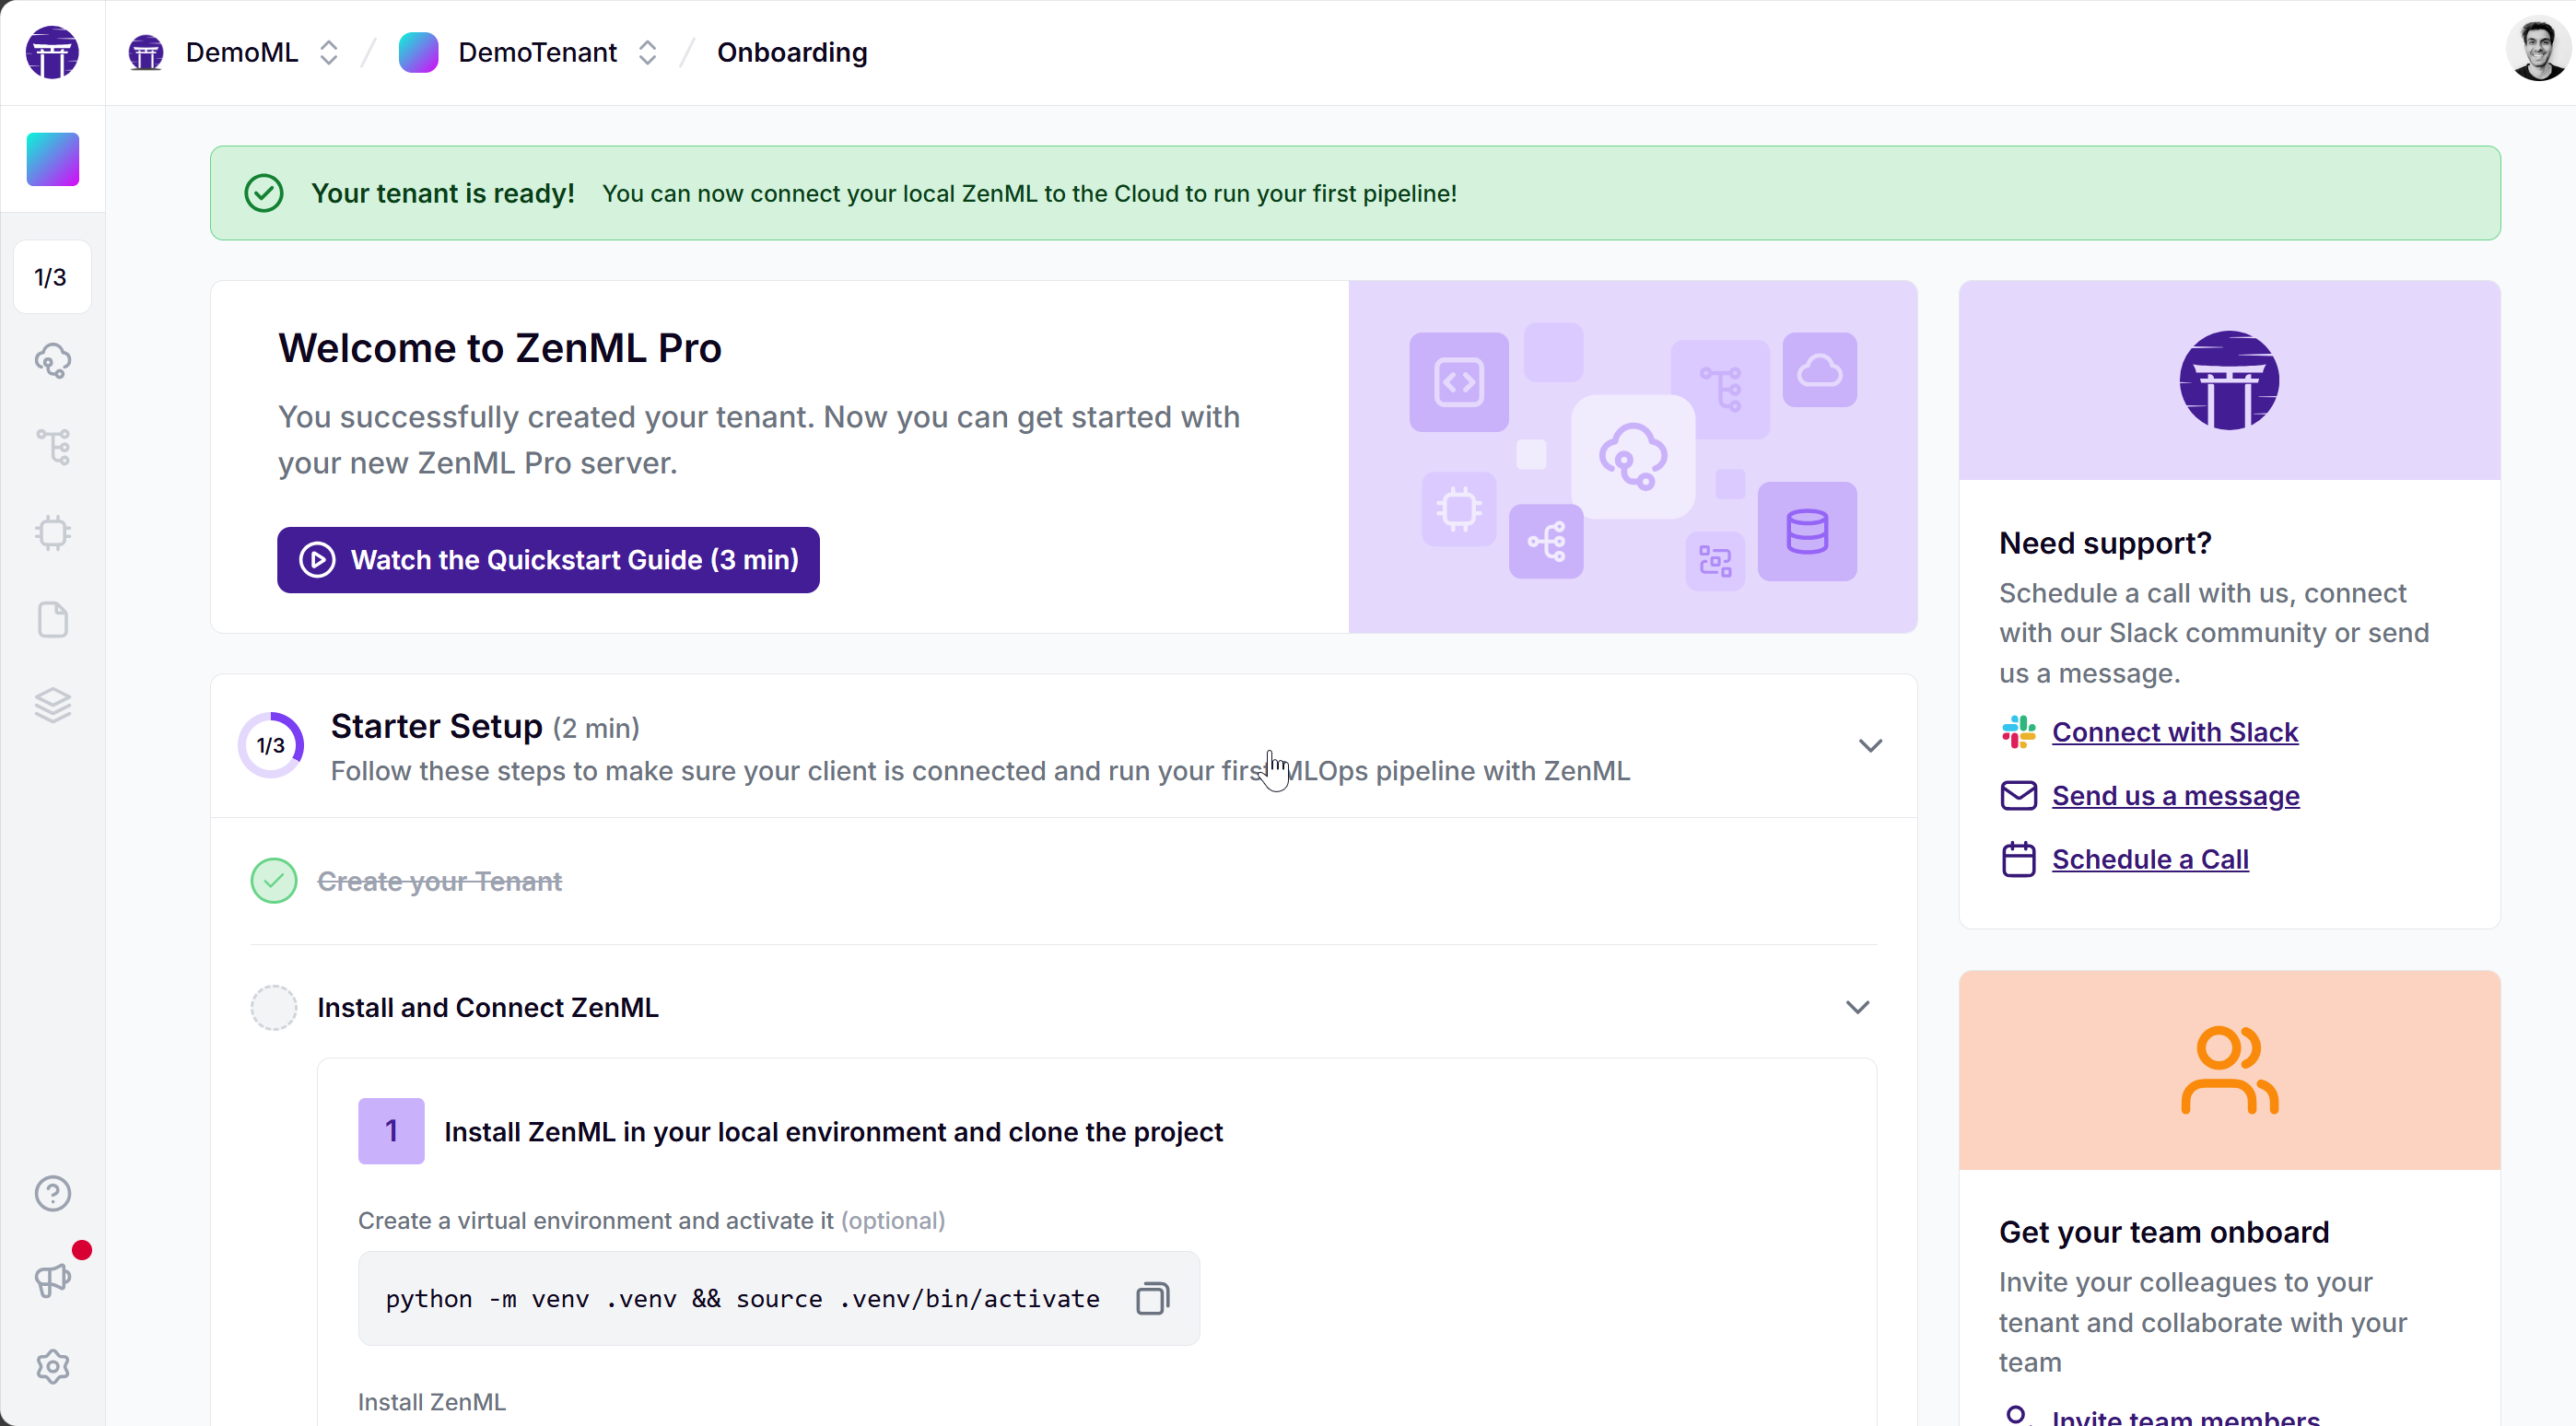 DemoML / DemoTenant / Onboarding
Your tenant is ready! You can now connect your local ZenML to the Cloud to run your first pipeline!
1/3
Welcome to ZenML Pro
You successfully created your tenant. Now you can get started with
your new ZenML Pro server.
Watch the Quickstart Guide (3 min)
1/3
Starter Setup (2 min)
Follow these steps to make sure your client is connected and run your first MLOps pipeline with ZenML
Create your Tenant
Install and Connect ZenML
1 Install ZenML in your local environment and clone the project
Create a virtual environment and activate it (optional)
python -m venv .venv && source .venv/bin/activate
Install ZenML
Need support?
Schedule a call with us, connect
with our Slack community or send
us a message.
Connect with Slack
Send us a message
Schedule a Call
Get your team onboard
Invite your colleagues to your
tenant and collaborate with your
team
Invite team members